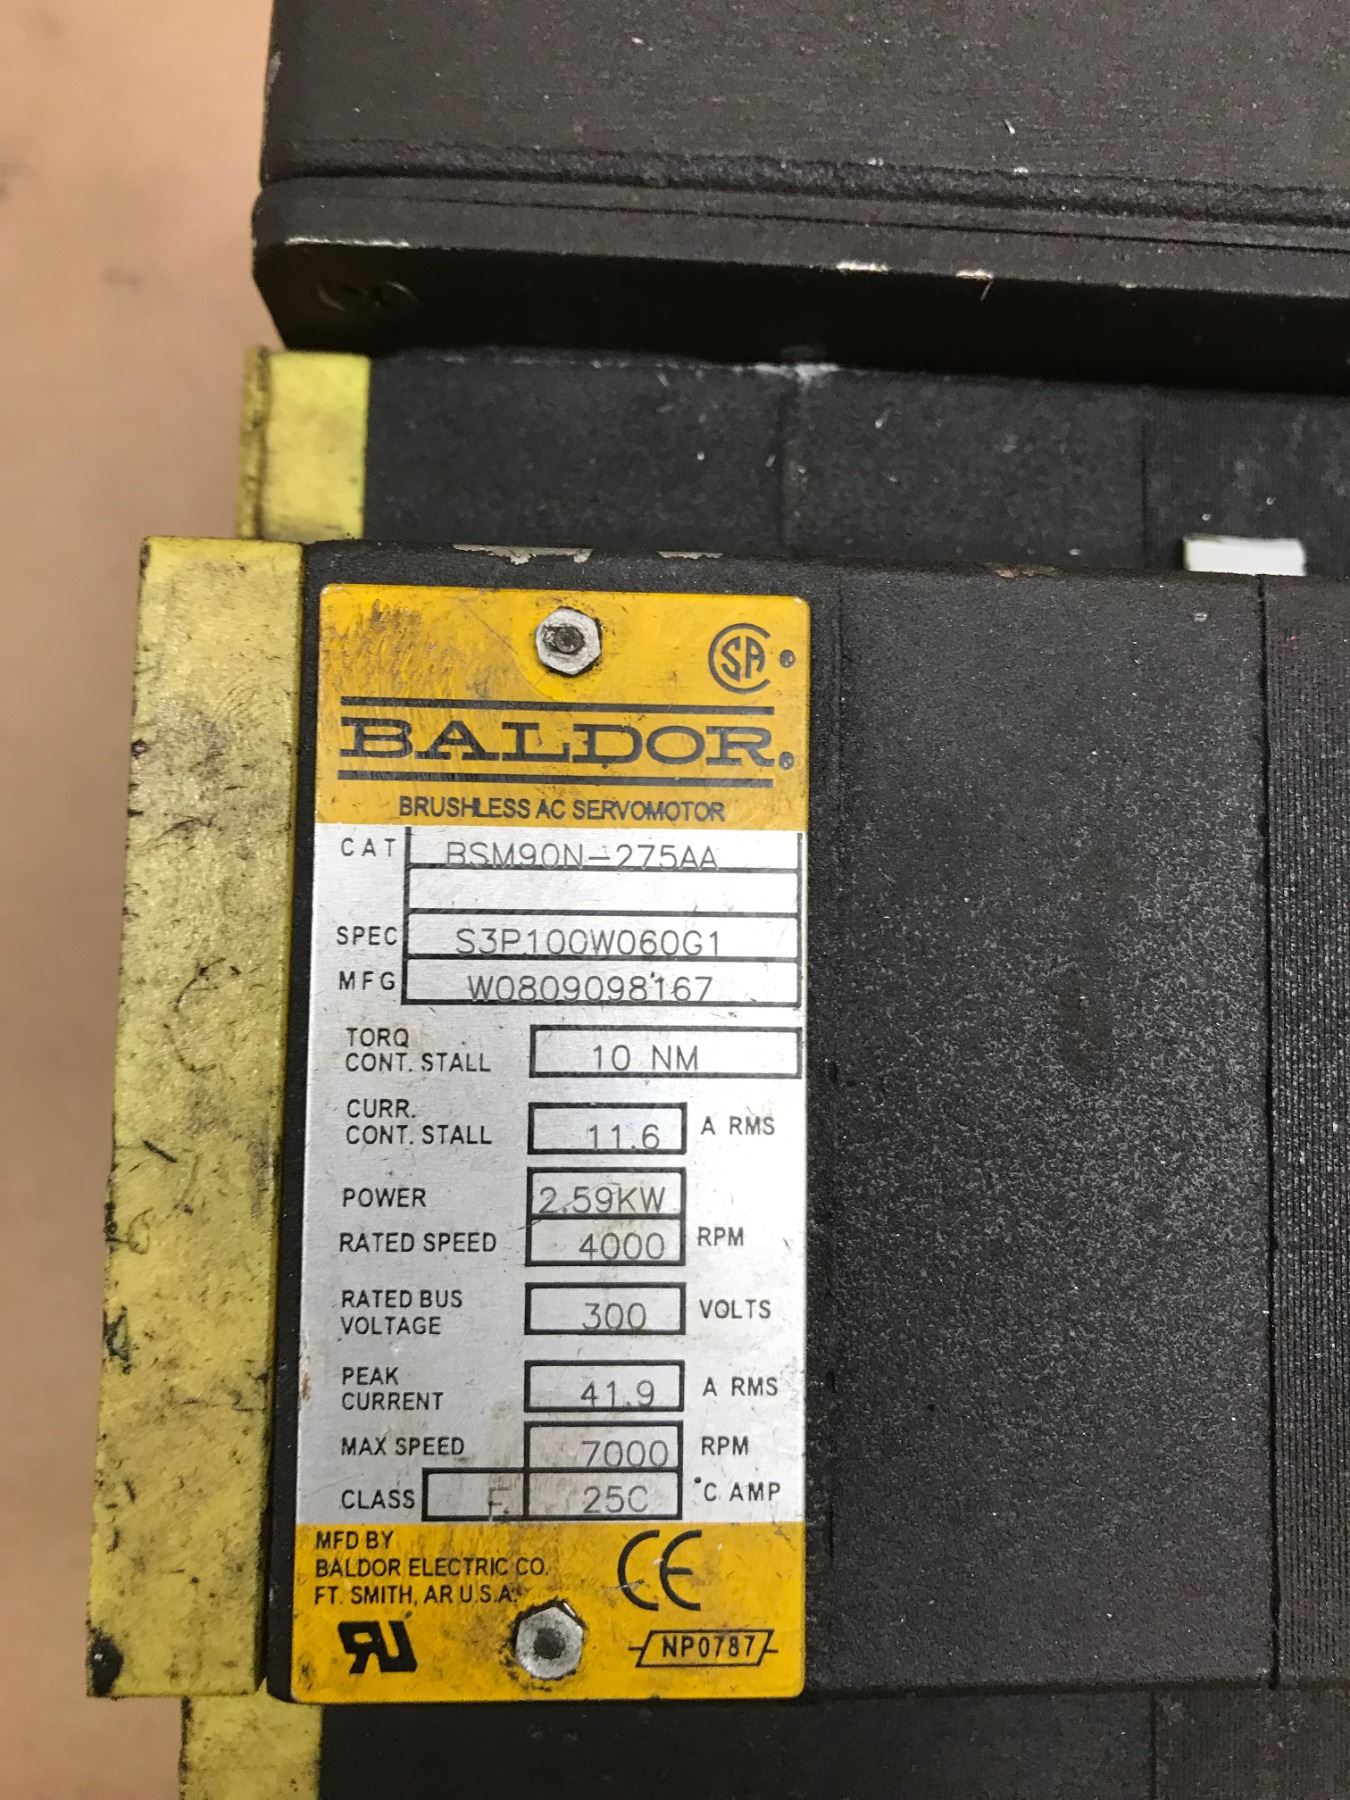 SA
BALDOR.
BRUSHLESS AC SERVOMOTOR
CAT BSM90N-275AA
SPEC S3P100W060G1
MFG W0809098167
TORQ
CONT. STALL 10 NM
CURR.
CONT. STALL 11.6 A RMS
POWER 2.59KW
RATED SPEED 4000 RPM
RATED BUS
VOLTAGE 300 VOLTS
PEAK
CURRENT 41.9 A RMS
MAX SPEED 7000 RPM
CLASS F 25C °C AMP
MFD BY
BALDOR ELECTRIC CO.
FT. SMITH, AR U.S.A.
CE
RU
NP0787